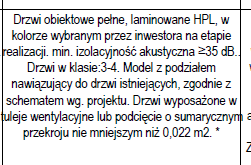 Drzwi obiektowe pełne, laminowane HPL, w
kolorze wybranym przez inwestora na etapie
realizacji. min. izolacyjność akustyczna ≥35 dB.
Drzwi w klasie:3-4. Model z podziałem
nawiązujący do drzwi istniejących, zgodnie z
schematem wg. projektu. Drzwi wyposażone w
tuleje wentylacyjne lub podcięcie o sumarycznym
przekroju nie mniejszym niż 0,022 m2. *